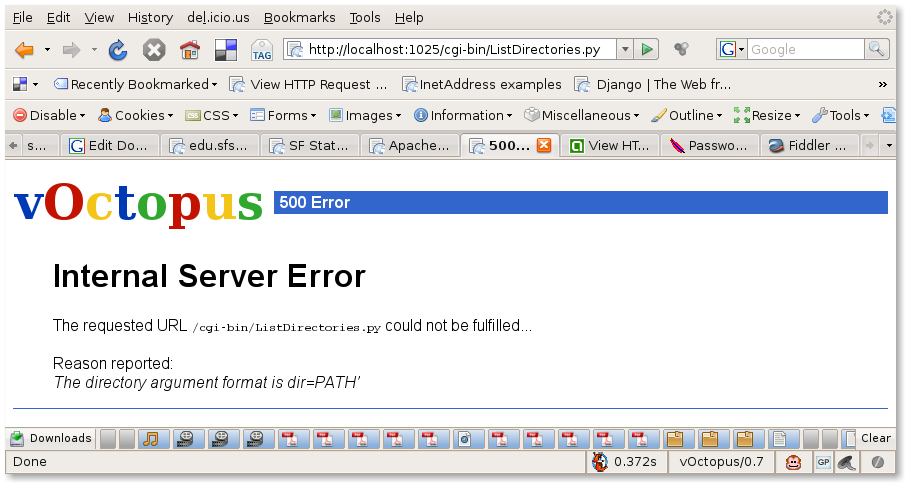 File Edit View History del.icio.us Bookmarks Tools Help
TAG http://localhost:1025/cgi-bin/ListDirectories.py G Google
Recently Bookmarked View HTTP Request ... InetAddress examples Django | The Web fr... »
Disable Cookies CSS Forms Images Information Miscellaneous Outline Resize Tools
s... Edit Do... edu.sfs... SF Stat... Apache... 500... View HT... Passwo... Fiddler ...
vOctopus 500 Error
Internal Server Error
The requested URL /cgi-bin/ListDirectories.py could not be fulfilled...
Reason reported:
The directory argument format is dir=PATH'
Downloads Clear
Done 0.372s vOctopus/0.7 GP